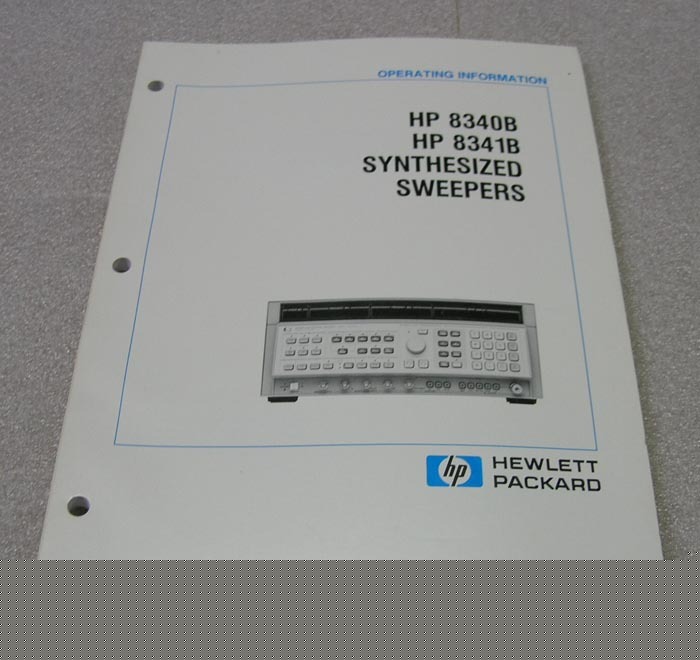 OPERATING INFORMATION
HP 8340B
HP 8341B
SYNTHESIZED
SWEEPERS
hp HEWLETT
PACKARD